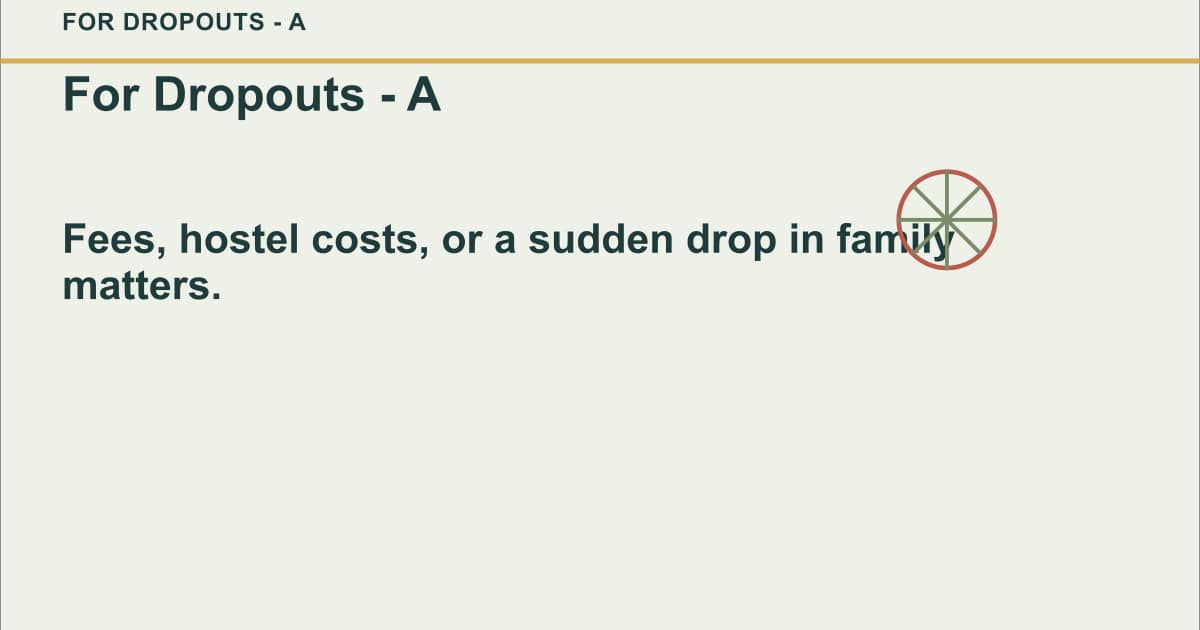 FOR DROPOUTS - A
For Dropouts - A
Fees, hostel costs, or a sudden drop in family
matters.